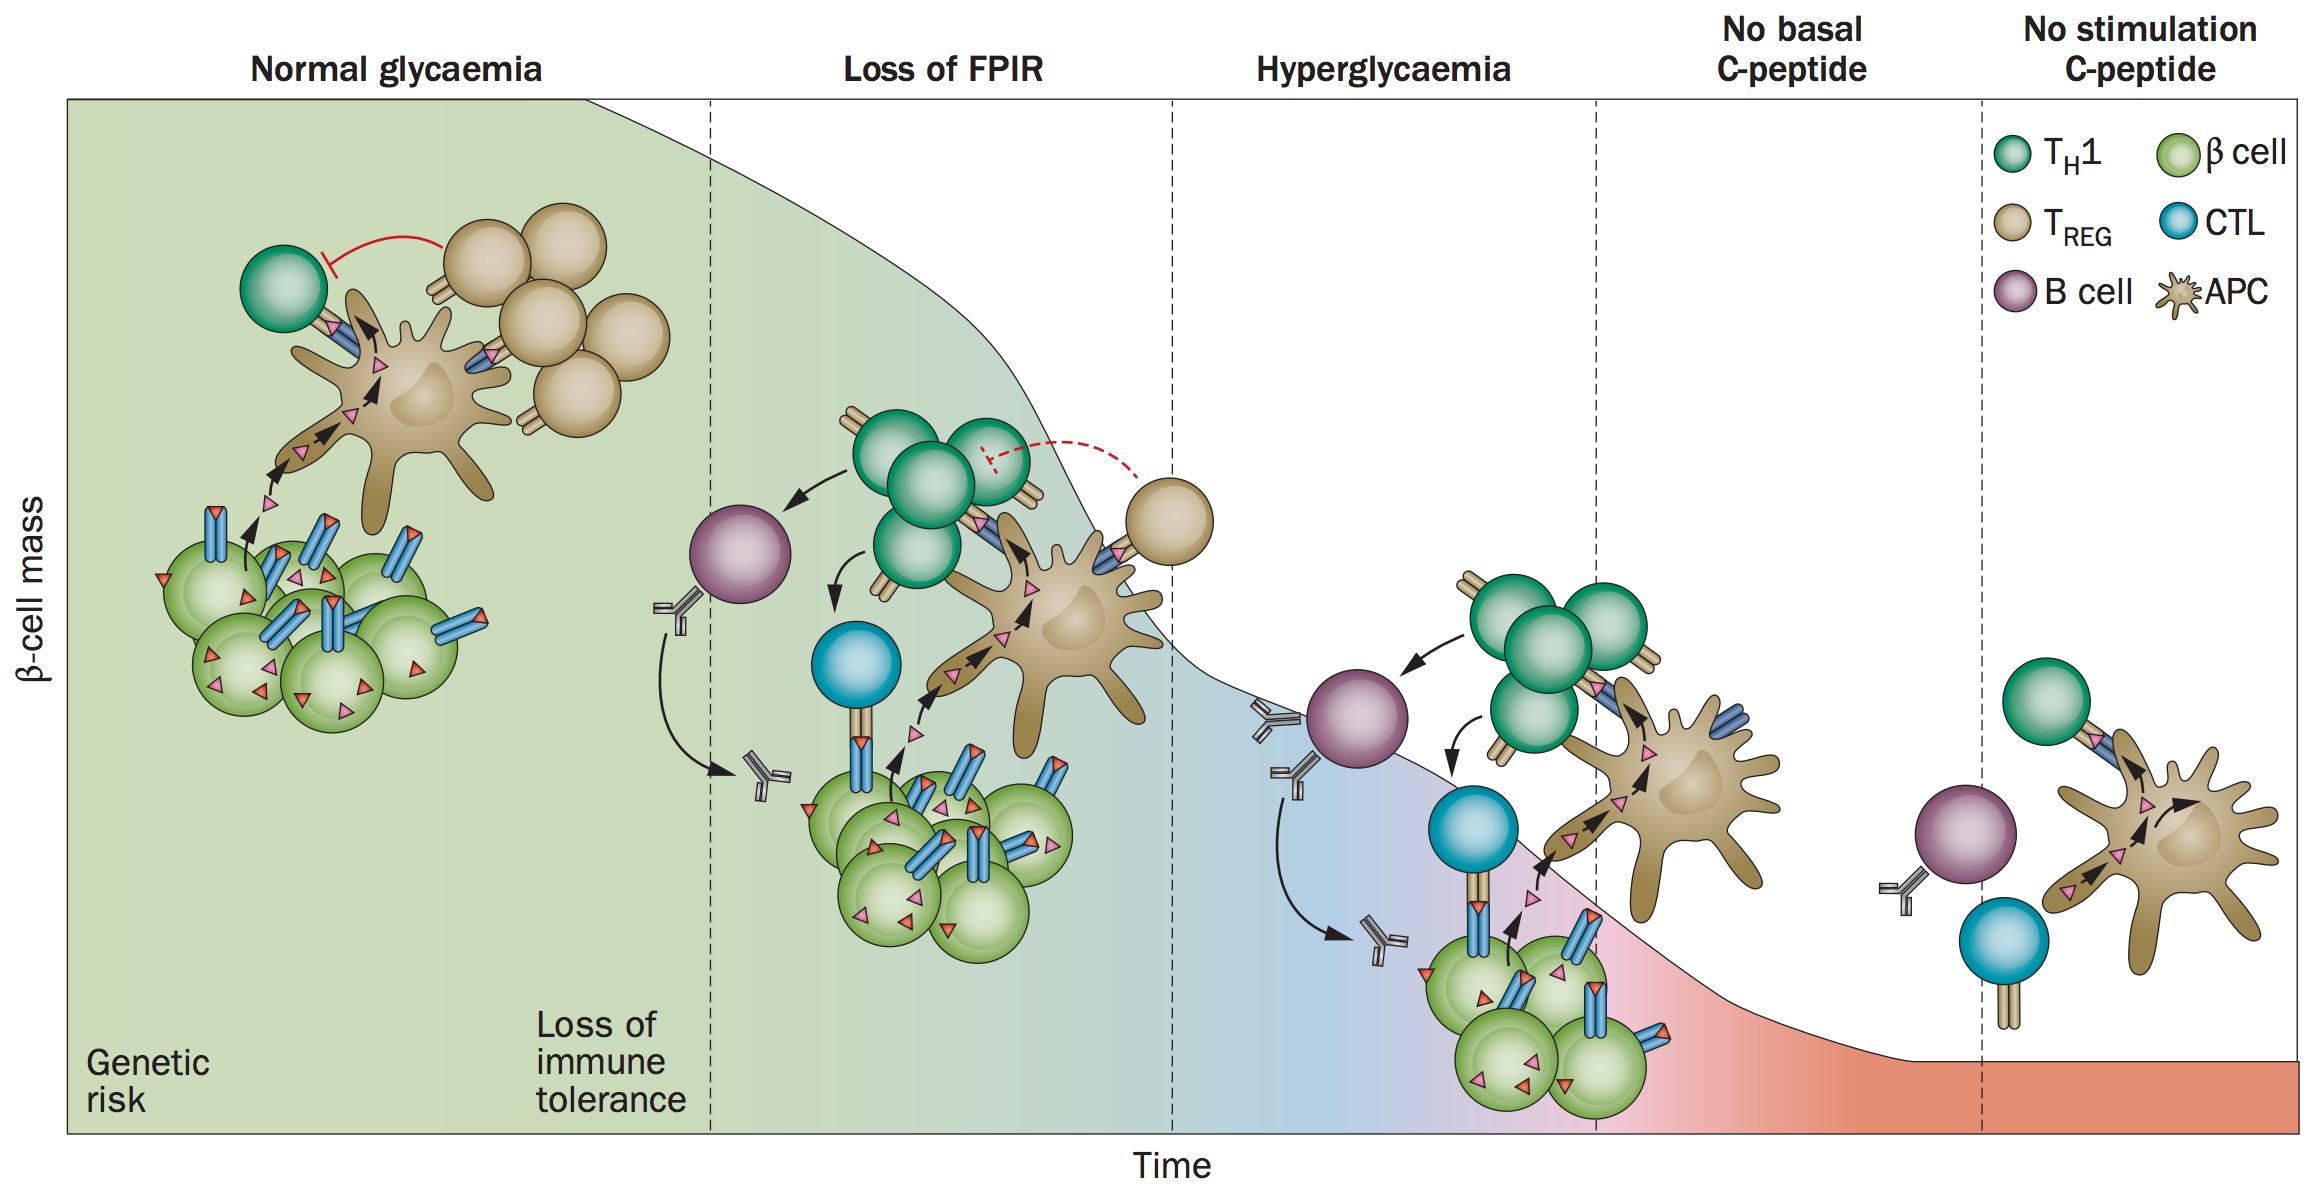 Normal glycaemia
Loss of FPIR
Hyperglycaemia
No basal
C-peptide
No stimulation
C-peptide
TH1
β cell
TREG
CTL
B cell
APC
β-cell mass
Genetic
risk
Loss of
immune
tolerance
Time